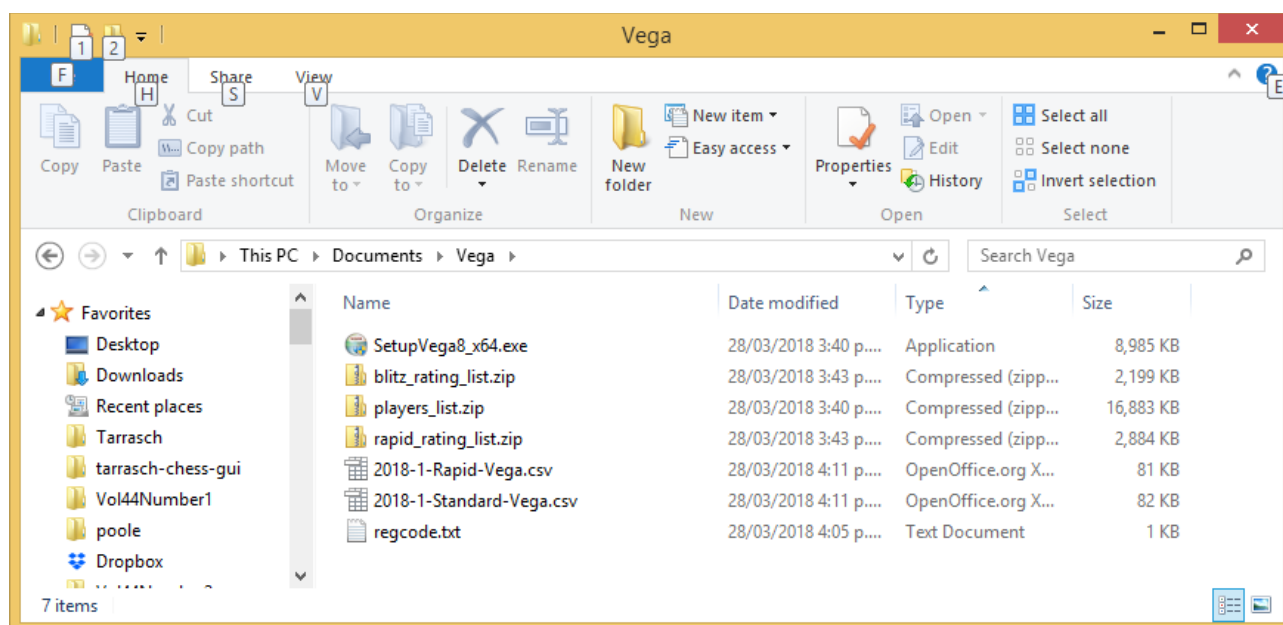 Vega
1 2
F Home Share View
H S V E
Cut
Copy path
Paste shortcut
Copy Paste
Clipboard
Move to Copy to Delete Rename
Organize
New folder
New item
Easy access
New
Properties
Open
Edit
History
Open
Select all
Select none
Invert selection
Select
This PC Documents Vega
Search Vega
Name Date modified Type Size
Favorites
Desktop
Downloads
Recent places
Tarrasch
tarrasch-chess-gui
Vol44Number1
poole
Dropbox
SetupVega8_x64.exe 28/03/2018 3:40 p.... Application 8,985 KB
blitz_rating_list.zip 28/03/2018 3:43 p.... Compressed (zipp... 2,199 KB
players_list.zip 28/03/2018 3:40 p.... Compressed (zipp... 16,883 KB
rapid_rating_list.zip 28/03/2018 3:43 p.... Compressed (zipp... 2,884 KB
2018-1-Rapid-Vega.csv 28/03/2018 4:11 p.... OpenOffice.org X... 81 KB
2018-1-Standard-Vega.csv 28/03/2018 4:11 p.... OpenOffice.org X... 82 KB
regcode.txt 28/03/2018 4:05 p.... Text Document 1 KB
7 items